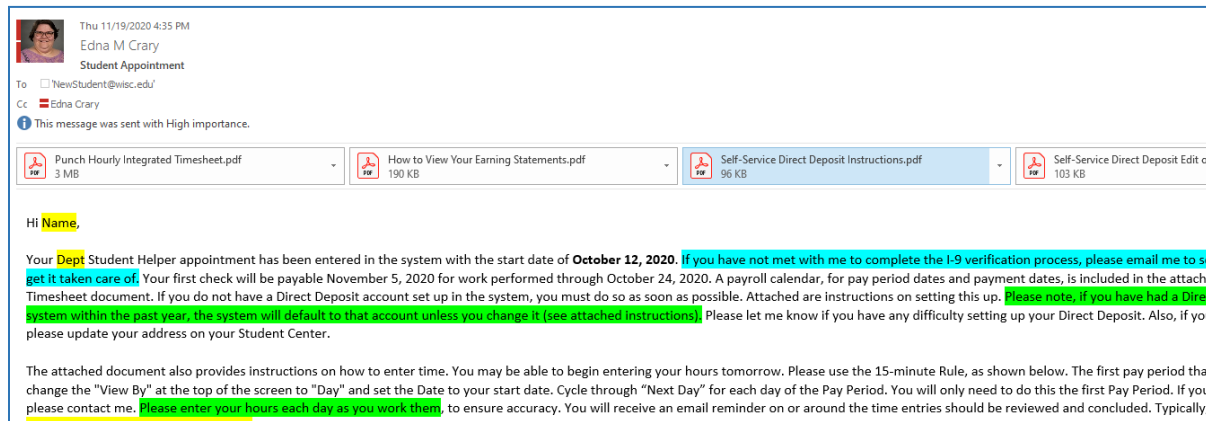 Thu 11/19/2020 4:35 PM
Edna M Crary
Student Appointment
To 'NewStudent@wisc.edu'
Cc Edna Crary
This message was sent with High importance.
Punch Hourly Integrated Timesheet.pdf
3 MB
How to View Your Earning Statements.pdf
190 KB
Self-Service Direct Deposit Instructions.pdf
96 KB
Self-Service Direct Deposit Edit
103 KB
Hi Name,
Your Dept Student Helper appointment has been entered in the system with the start date of October 12, 2020. If you have not met with me to complete the I-9 verification process, please email me to
get it taken care of. Your first check will be payable November 5, 2020 for work performed through October 24, 2020. A payroll calendar, for pay period dates and payment dates, is included in the attach
Timesheet document. If you do not have a Direct Deposit account set up in the system, you must do so as soon as possible. Attached are instructions on setting this up. Please note, if you have had a Dire
system within the past year, the system will default to that account unless you change it (see attached instructions). Please let me know if you have any difficulty setting up your Direct Deposit. Also, if yo
please update your address on your Student Center.
The attached document also provides instructions on how to enter time. You may be able to begin entering your hours tomorrow. Please use the 15-minute Rule, as shown below. The first pay period tha
change the "View By" at the top of the screen to "Day" and set the Date to your start date. Cycle through “Next Day” for each day of the Pay Period. You will only need to do this the first Pay Period. If you
please contact me. Please enter your hours each day as you work them, to ensure accuracy. You will receive an email reminder on or around the time entries should be reviewed and concluded. Typically,